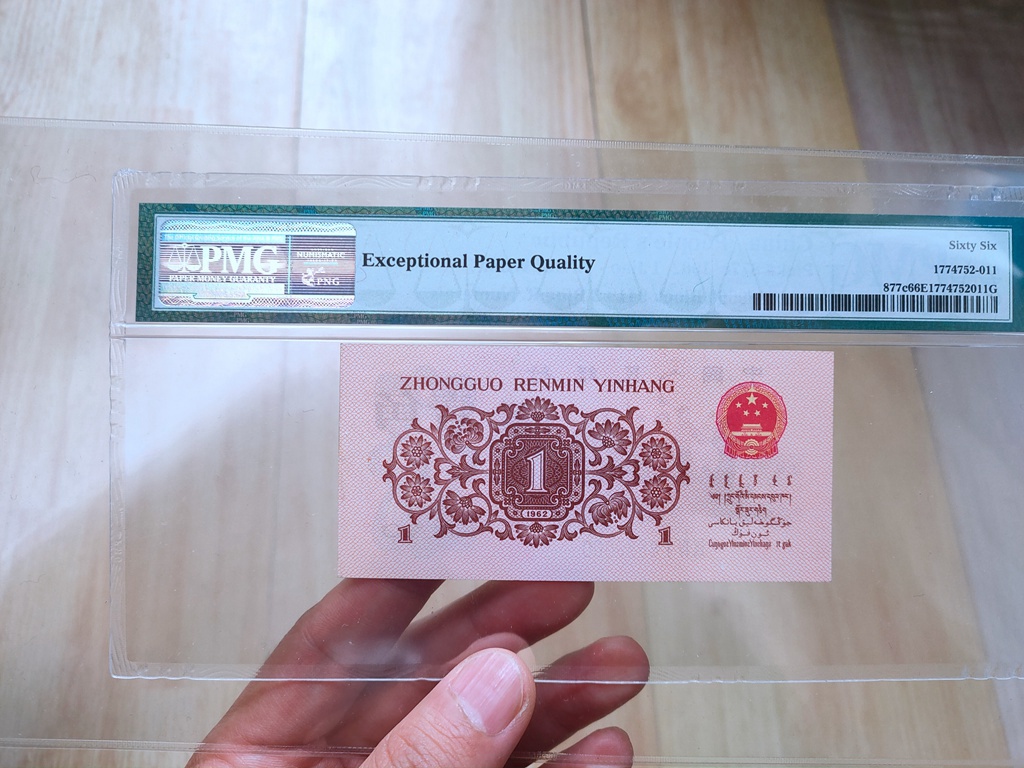 PMG
PAPER MONEY GUARANTY
NUMISMATIC
PNG
Exceptional Paper Quality
Sixty Six
1774752-011
877c66E1774752011G
ZHONGGUO RENMIN YINHANG
1
1962
1
1